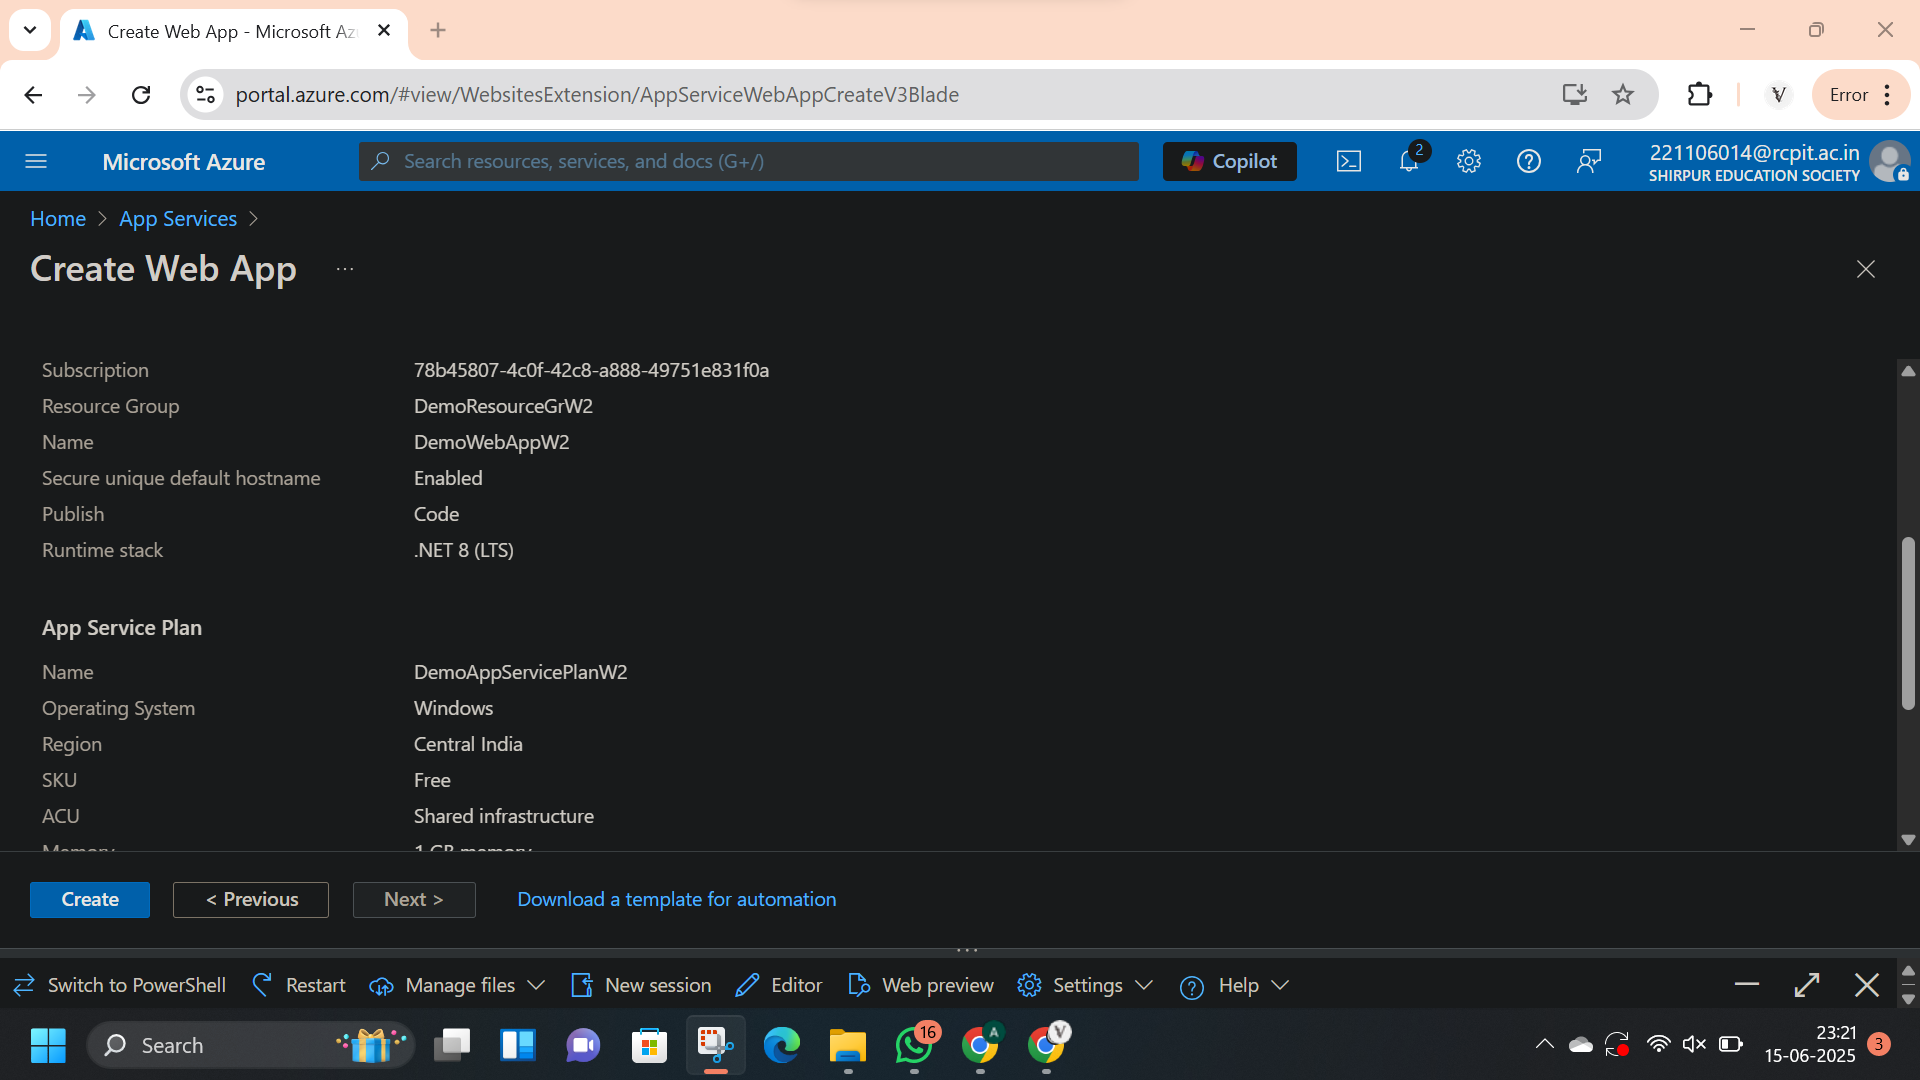 Create Web App - Microsoft Az
portal.azure.com/#view/WebsitesExtension/AppServiceWebAppCreateV3Blade
Error
Microsoft Azure
Search resources, services, and docs (G+/)
Copilot
2
221106014@rcpit.ac.in
SHIRPUR EDUCATION SOCIETY
Home > App Services >
Create Web App ...
Subscription 78b45807-4c0f-42c8-a888-49751e831f0a
Resource Group DemoResourceGrW2
Name DemoWebAppW2
Secure unique default hostname Enabled
Publish Code
Runtime stack .NET 8 (LTS)
App Service Plan
Name DemoAppServicePlanW2
Operating System Windows
Region Central India
SKU Free
ACU Shared infrastructure
Memory 1 GB memory
Create < Previous Next > Download a template for automation
Switch to PowerShell Restart Manage files New session Editor Web preview Settings Help
Search
16
A
V
23:21
15-06-2025
3